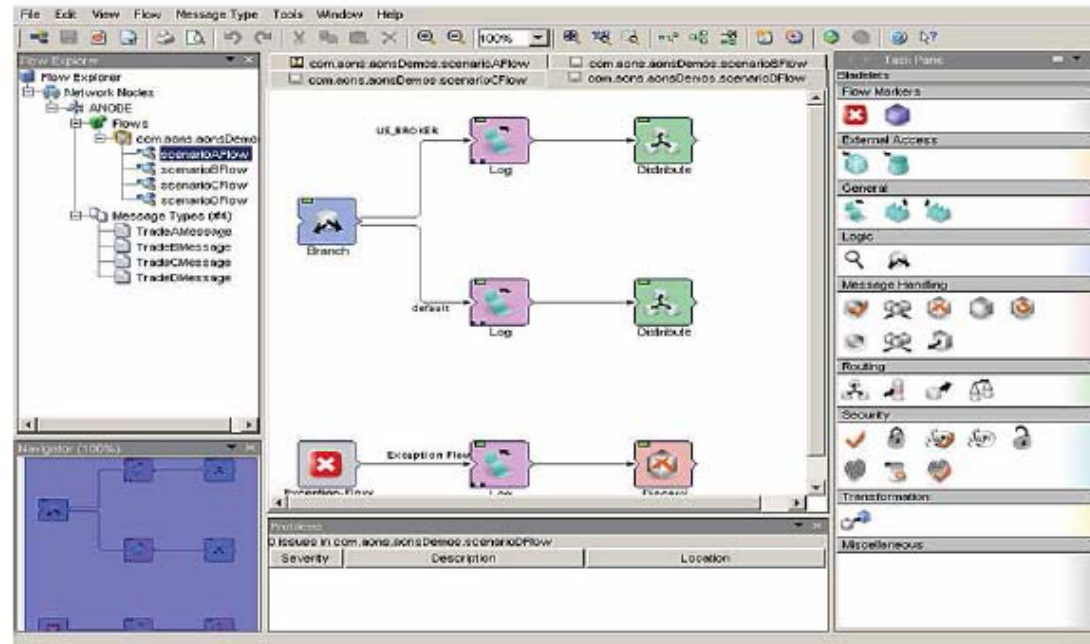 File Edit View Flow Message Type Tools Window Help
100%
Flow Explorer
Flow Explorer
Network Nodes
ANODE
Flows
com.aons.aonsDemo
scenarioAFlow
scenarioBFlow
scenarioCFlow
scenarioDFlow
Message Types (#4)
TradeAMessage
TradeBMessage
TradeCMessage
TradeDMessage
Navigator (100%)
com.aons.aonsDemos.scenarioAFlow
com.aons.aonsDemos.scenarioBFlow
com.aons.aonsDemos.scenarioCFlow
com.aons.aonsDemos.scenarioDFlow
US_BROKER
Log
Distribute
Branch
default
Log
Distribute
Exception Flow
Exception-Flow
Log
Discard
Problems
0 issues in com.aons.aonsDemos.scenarioDFlow
Severity Description Location
Task Pane
Bladelets
Flow Markers
External Access
General
Logic
Message Handling
Routing
Security
Transformation
Miscellaneous